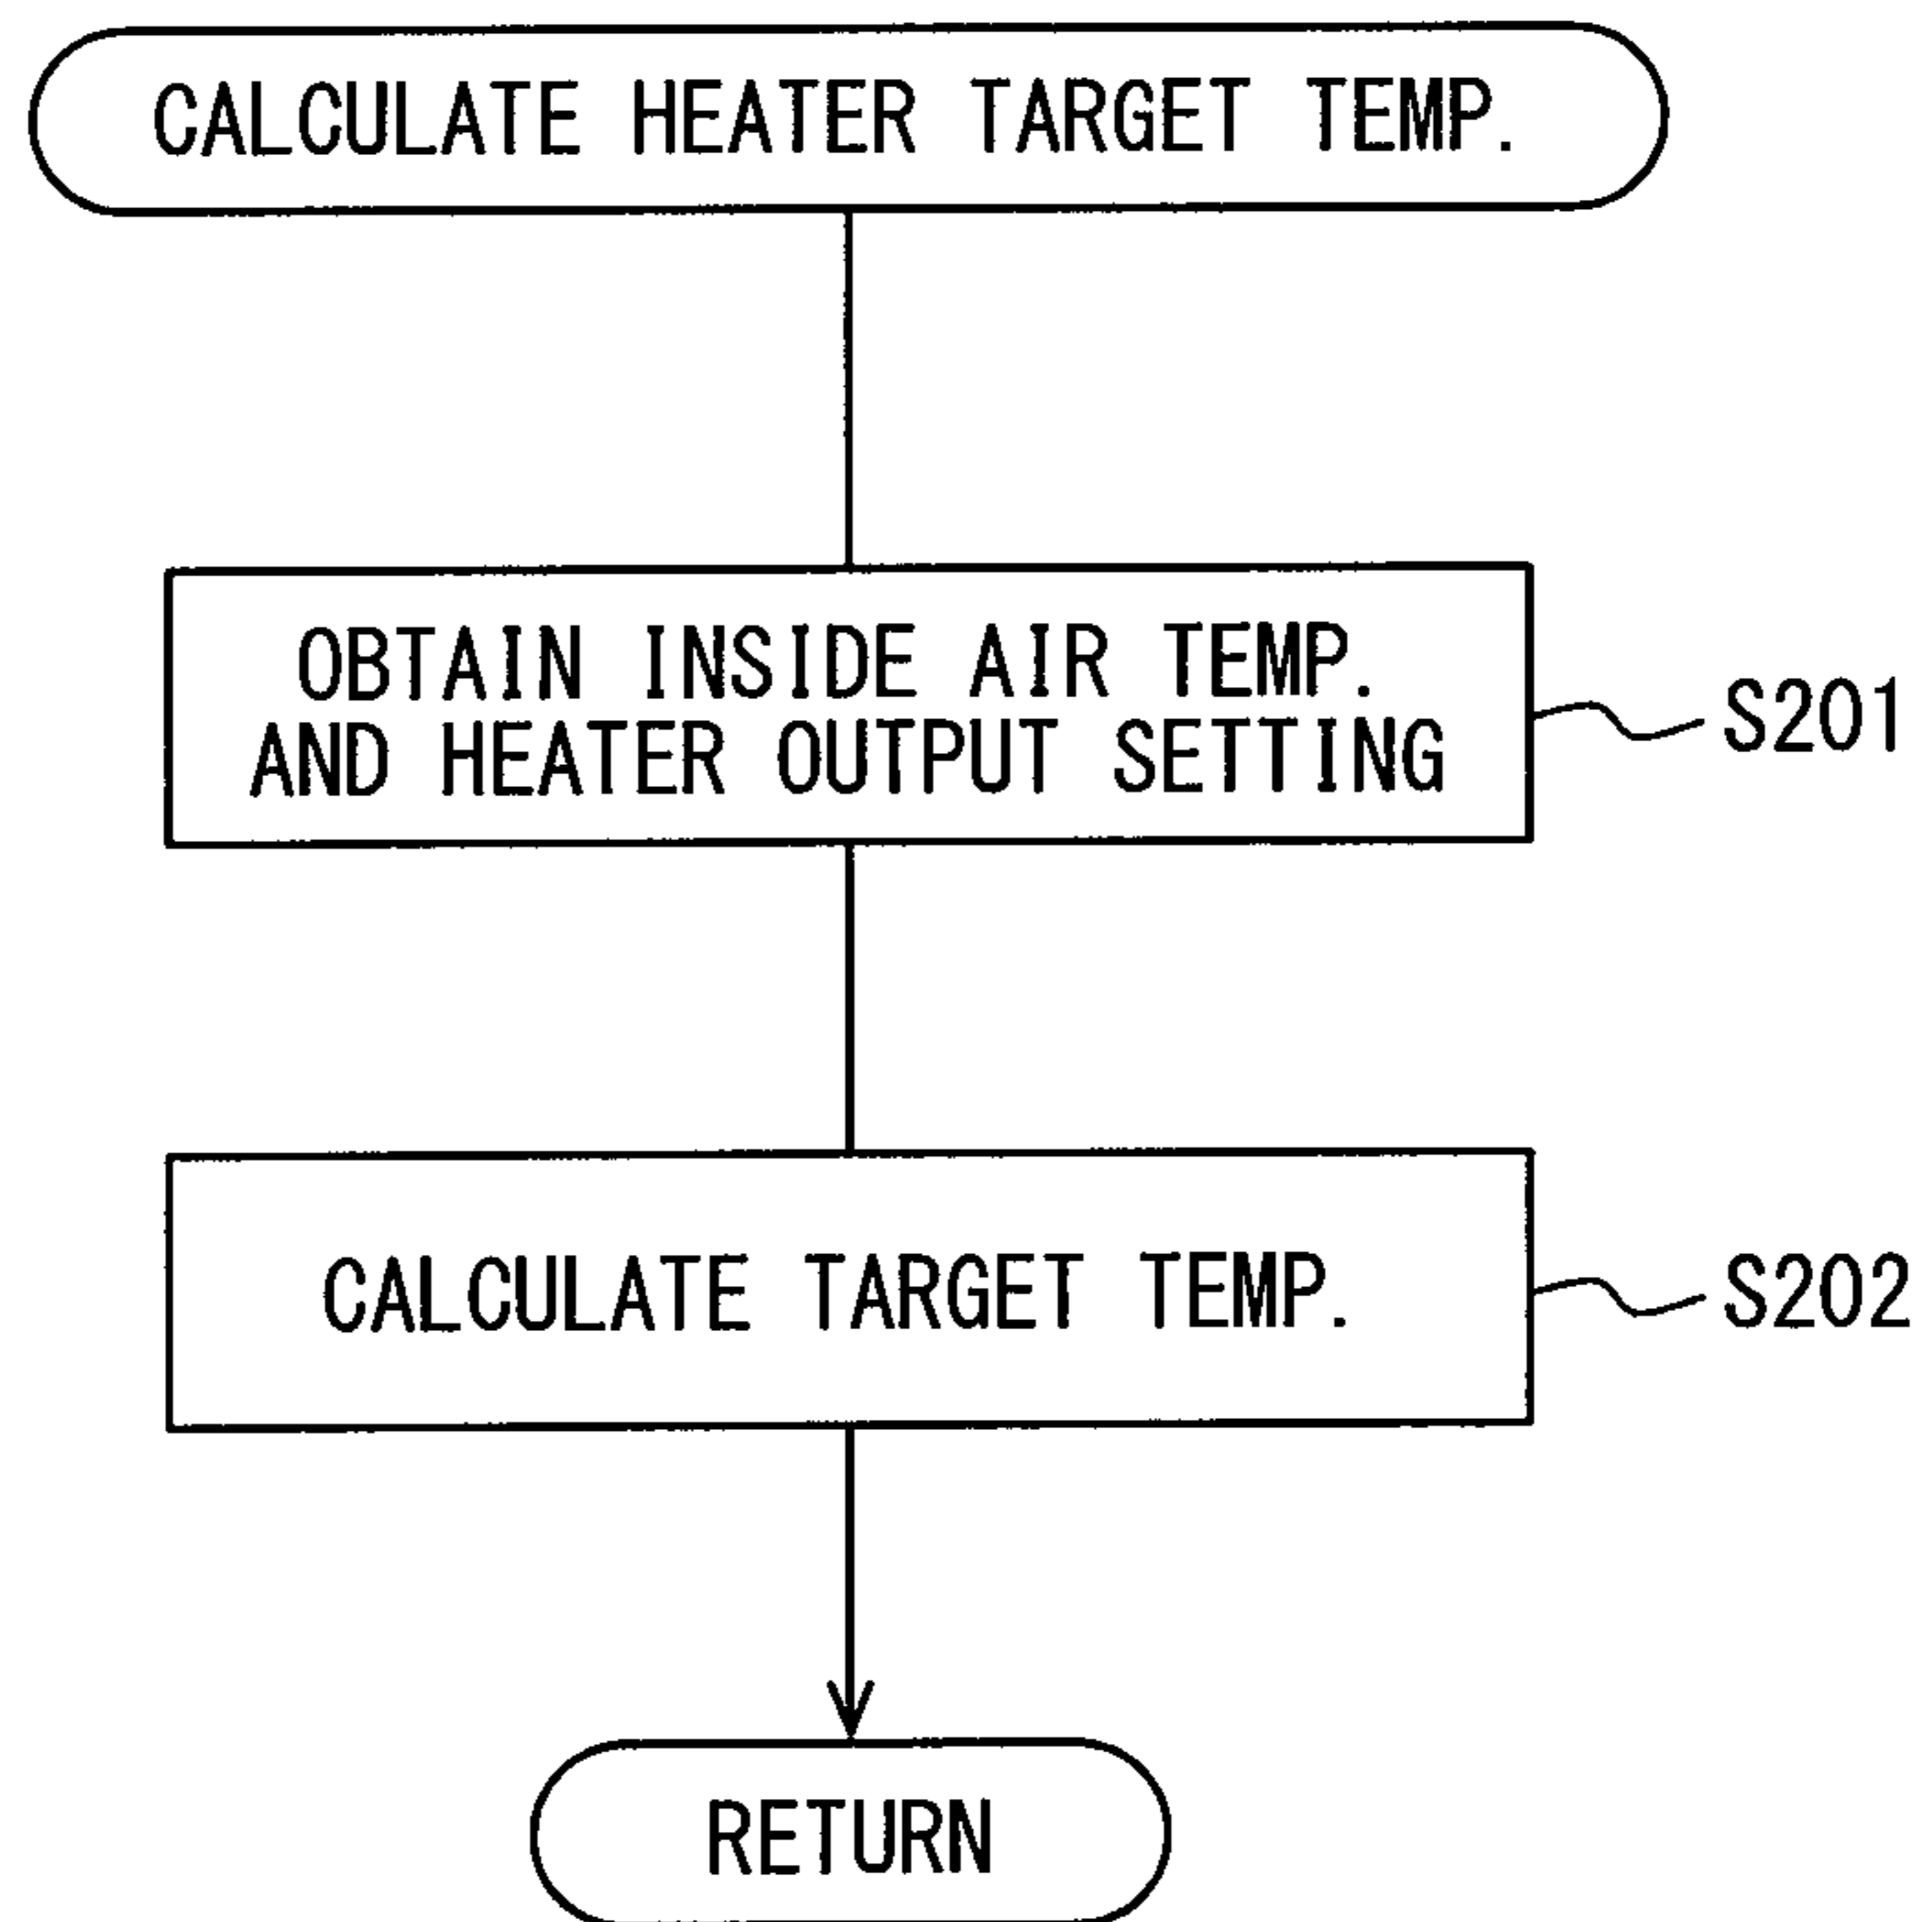 CALCULATE HEATER TARGET TEMP.
OBTAIN INSIDE AIR TEMP.
AND HEATER OUTPUT SETTING
S201
CALCULATE TARGET TEMP.
S202
RETURN